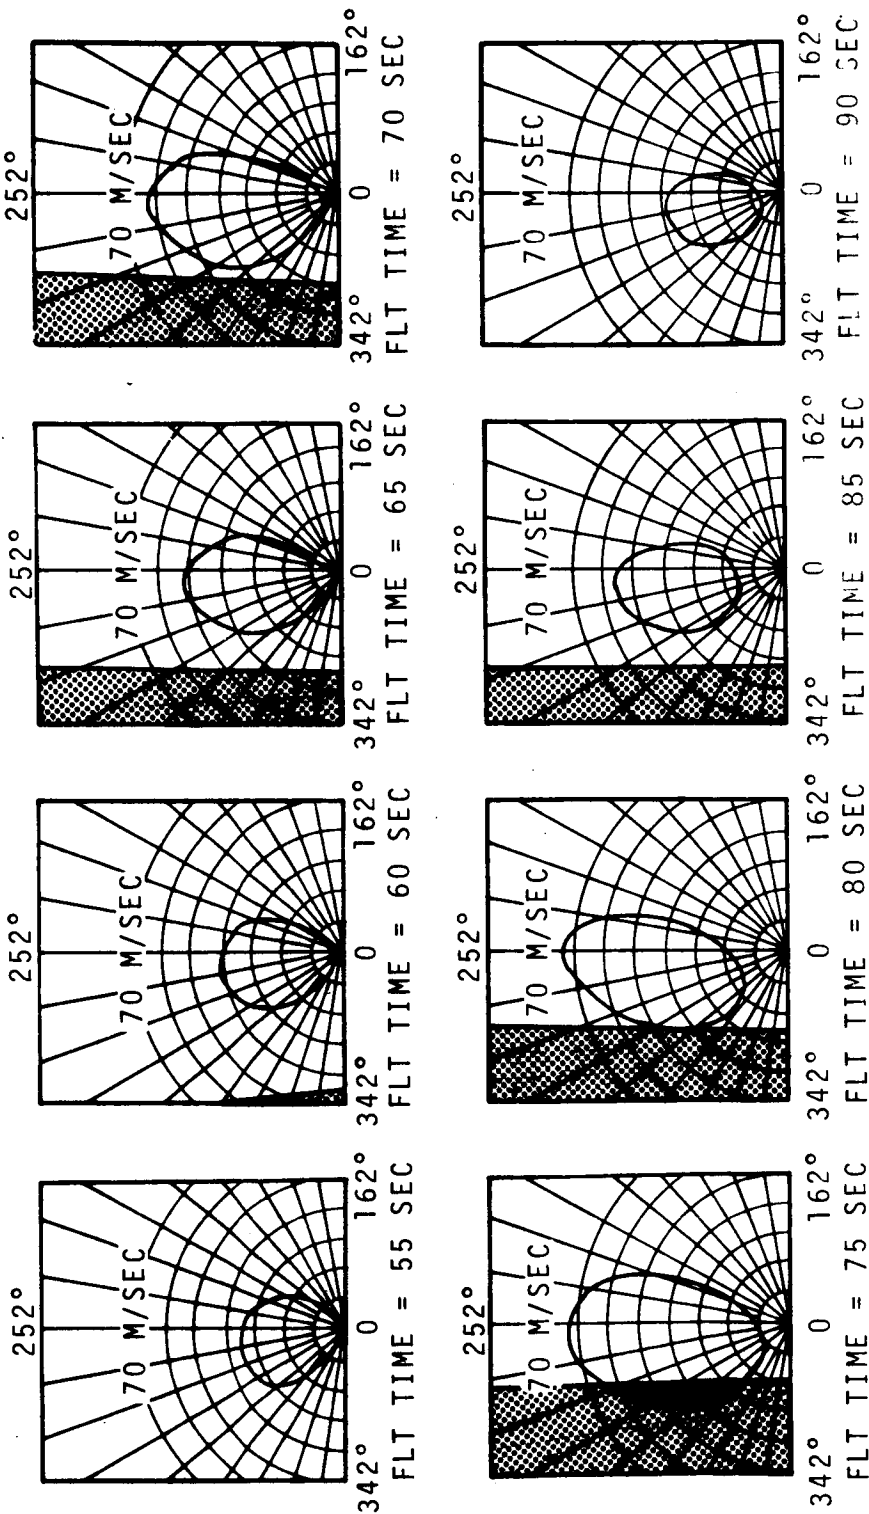 252°
70 M/SEC
342° 0 162°
FLT TIME = 55 SEC
252°
70 M/SEC
342° 0 162°
FLT TIME = 60 SEC
252°
70 M/SEC
342° 0 162°
FLT TIME = 65 SEC
252°
70 M/SEC
342° 0 162°
FLT TIME = 70 SEC
252°
70 M/SEC
342° 0 162°
FLT TIME = 75 SEC
252°
70 M/SEC
342° 0 162°
FLT TIME = 80 SEC
252°
70 M/SEC
342° 0 162°
FLT TIME = 85 SEC
252°
70 M/SEC
342° 0 162°
FLT TIME = 90 SEC